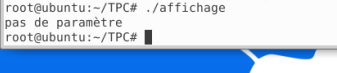 root@ubuntu:~/TPC# ./affichage
pas de paramètre
root@ubuntu:~/TPC#